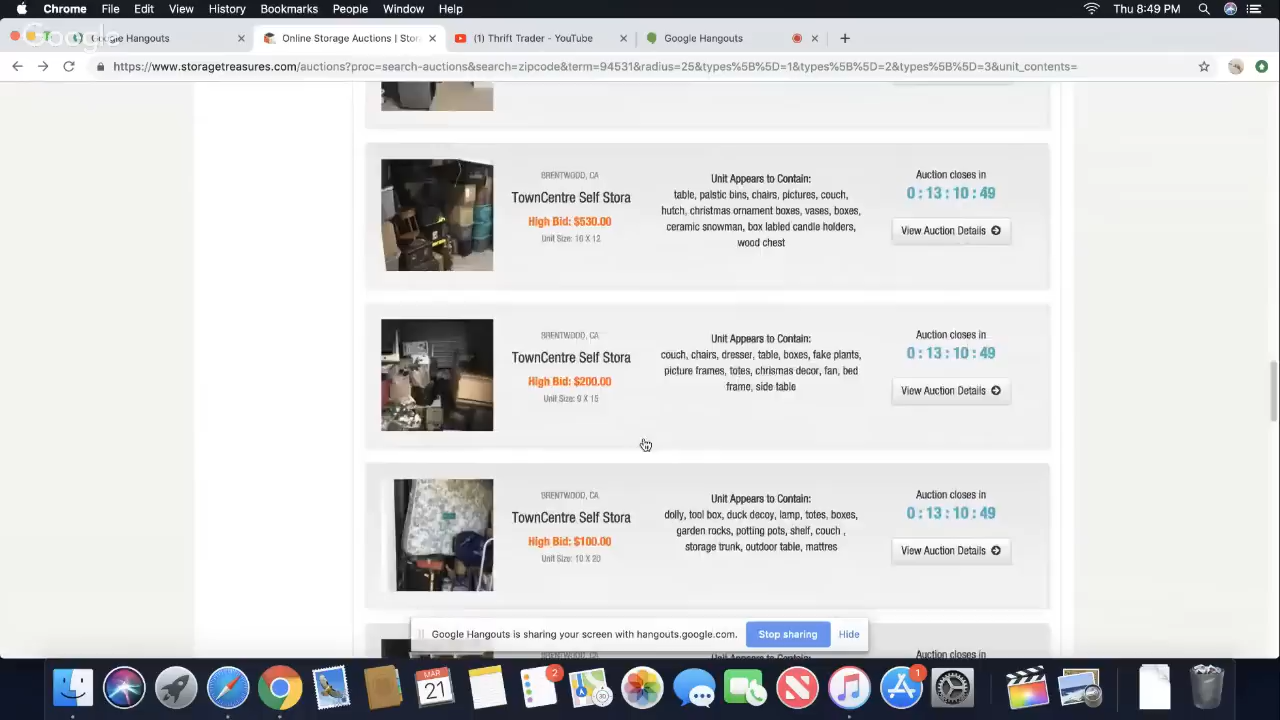 Chrome File Edit View History Bookmarks People Window Help
Thu 8:49 PM
Google Hangouts
Online Storage Auctions | Stor
(1) Thrift Trader - YouTube
Google Hangouts
https://www.storagetreasures.com/auctions?proc=search-auctions&search=zipcode&term=94531&radius=25&types%5B%5D=1&types%5B%5D=2&types%5B%5D=3&unit_contents=
BRENTWOOD, CA
TownCentre Self Stora
High Bid: $530.00
Unit Size: 10 X 12
Unit Appears to Contain:
table, palstic bins, chairs, pictures, couch,
hutch, christmas ornament boxes, vases, boxes,
ceramic snowman, box labled candle holders,
wood chest
Auction closes in
0 : 13 : 10 : 49
View Auction Details
BRENTWOOD, CA
TownCentre Self Stora
High Bid: $200.00
Unit Size: 9 X 15
Unit Appears to Contain:
couch, chairs, dresser, table, boxes, fake plants,
picture frames, totes, chrismas decor, fan, bed
frame, side table
Auction closes in
0 : 13 : 10 : 49
View Auction Details
BRENTWOOD, CA
TownCentre Self Stora
High Bid: $100.00
Unit Size: 10 X 20
Unit Appears to Contain:
dolly, tool box, duck decoy, lamp, totes, boxes,
garden rocks, potting pots, shelf, couch ,
storage trunk, outdoor table, mattres
Auction closes in
0 : 13 : 10 : 49
View Auction Details
Google Hangouts is sharing your screen with hangouts.google.com.
Stop sharing
Hide
MAR
21
2
1